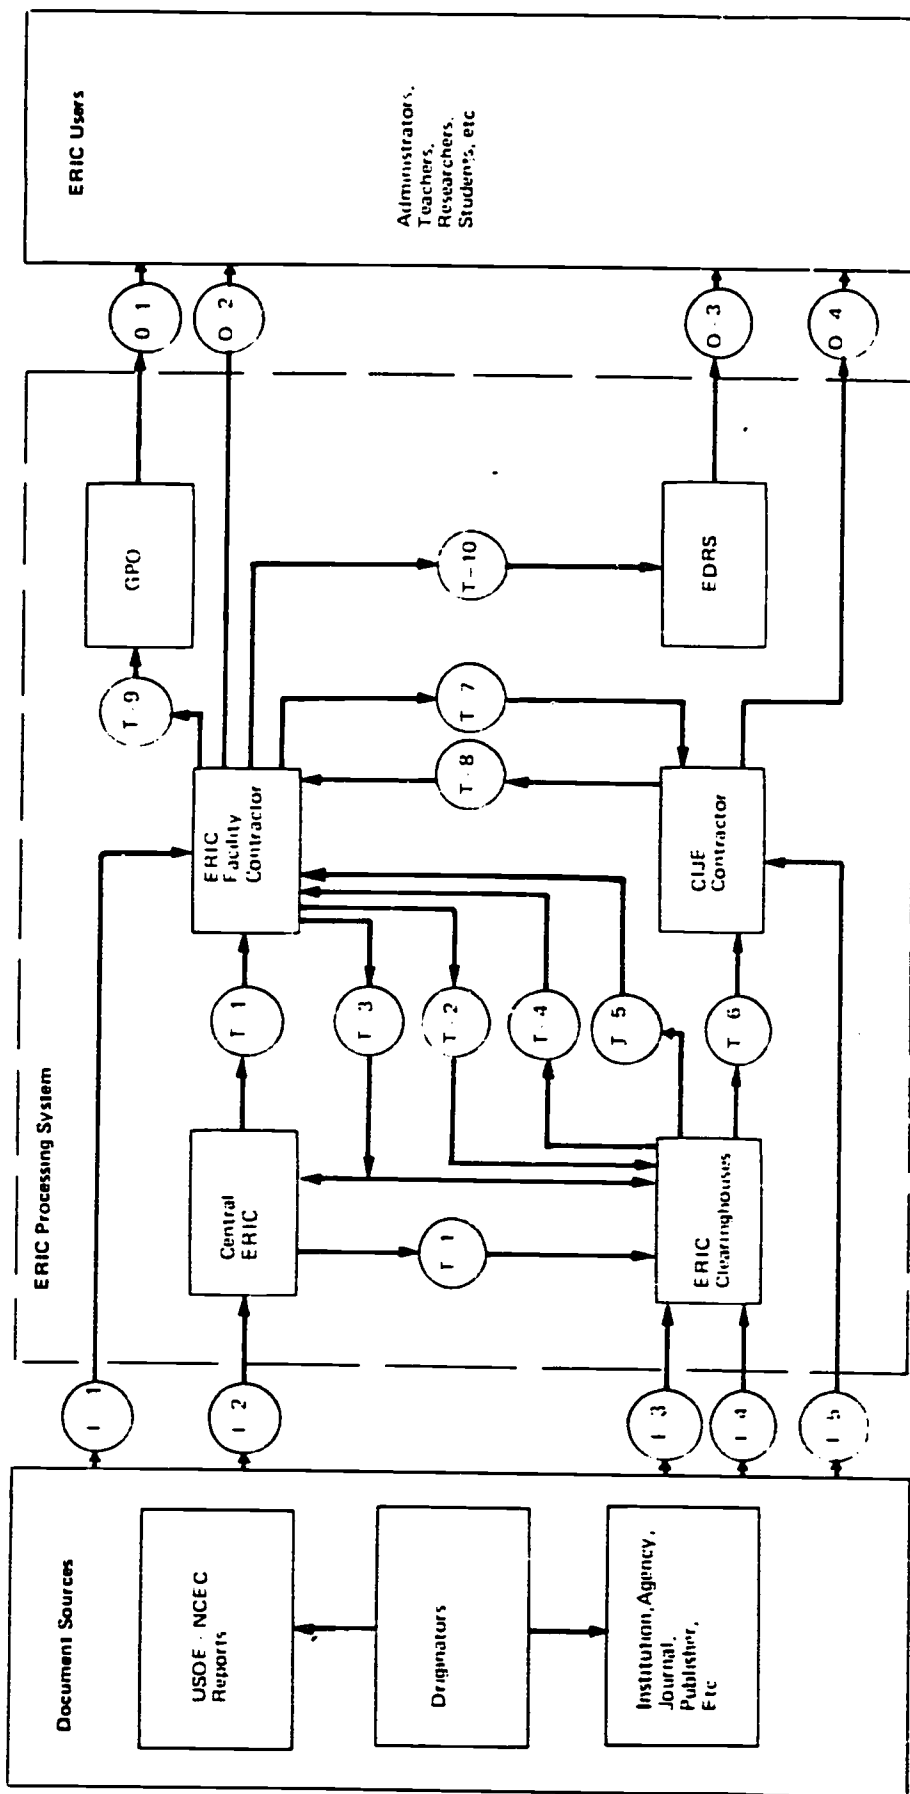 Document Sources
USOE - NCEC
Reports
Originators
Institution, Agency,
Journal,
Publisher,
Etc
I 1
I 2
I 3
I 4
I 5
ERIC Processing System
Central
ERIC
T 1
T 1
T 3
T - 2
T - 4
T 5
T 6
ERIC
Clearinghouses
ERIC
Facility
Contractor
T - 9
T 7
T - 8
CIJE
Contractor
GPO
T - 10
EDRS
O 1
O 2
O - 3
O 4
ERIC Users
Administrators,
Teachers,
Researchers,
Students, etc